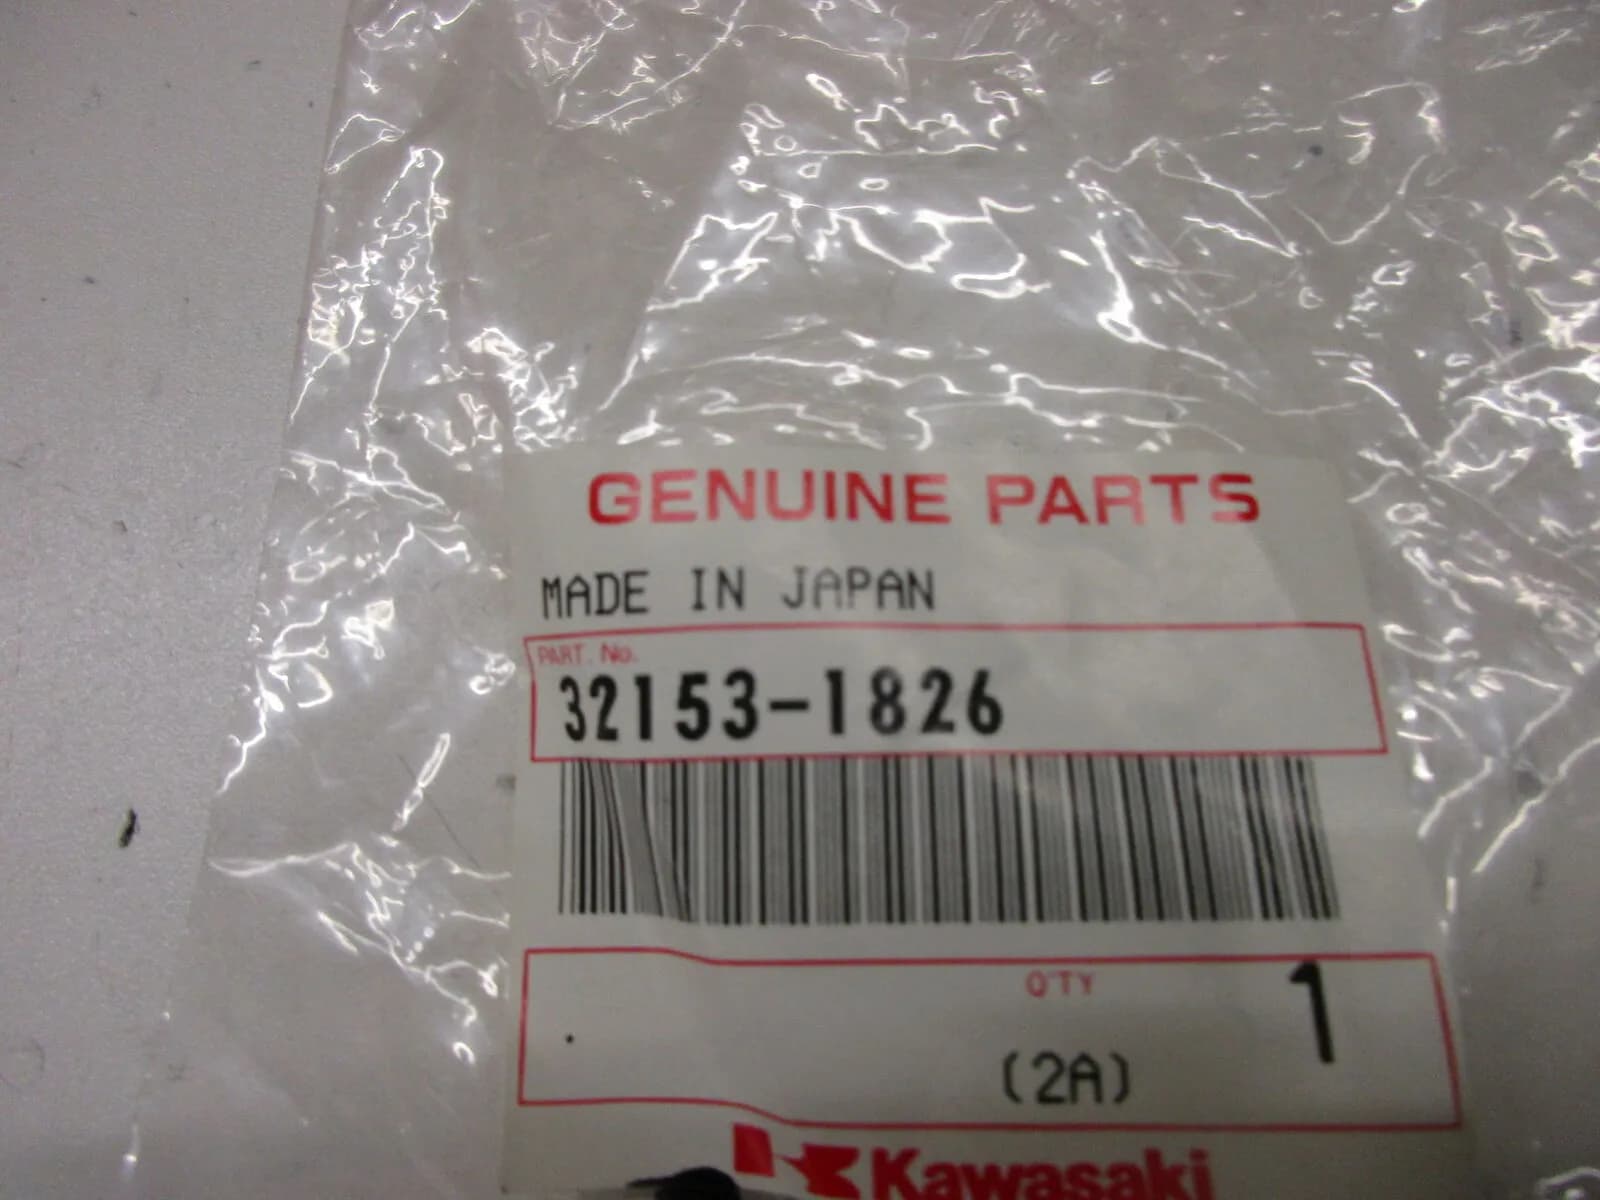 GENUINE PARTS
MADE IN JAPAN
PART. No.
32153-1826
Q'TY 1
(2A)
Kawasaki